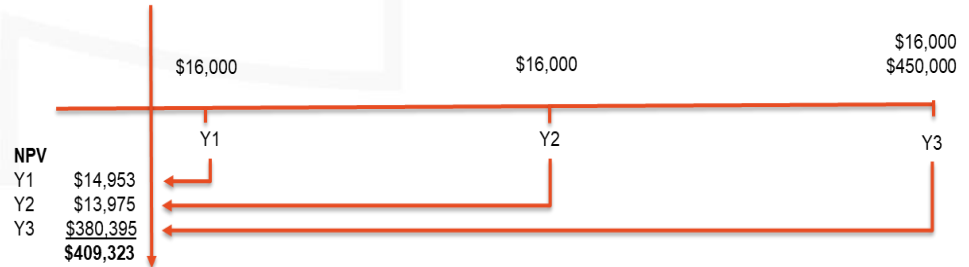 $16,000
$16,000
$16,000
$450,000
Y1
Y2
Y3
NPV
Y1 $14,953
Y2 $13,975
Y3 $380,395
$409,323